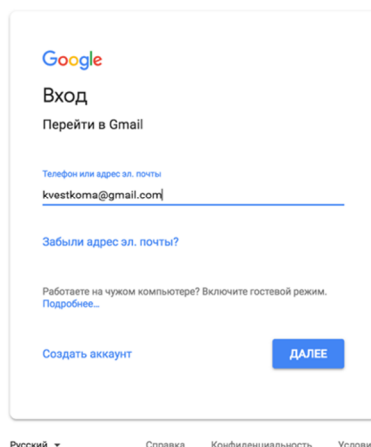 Google
Вход
Перейти в Gmail
Телефон или адрес эл. почты
kvestkoma@gmail.com
Забыли адрес эл. почты?
Работаете на чужом компьютере? Включите гостевой режим.
Подробнее...
Создать аккаунт ДАЛЕЕ
Русский Справка Конфиденциальность